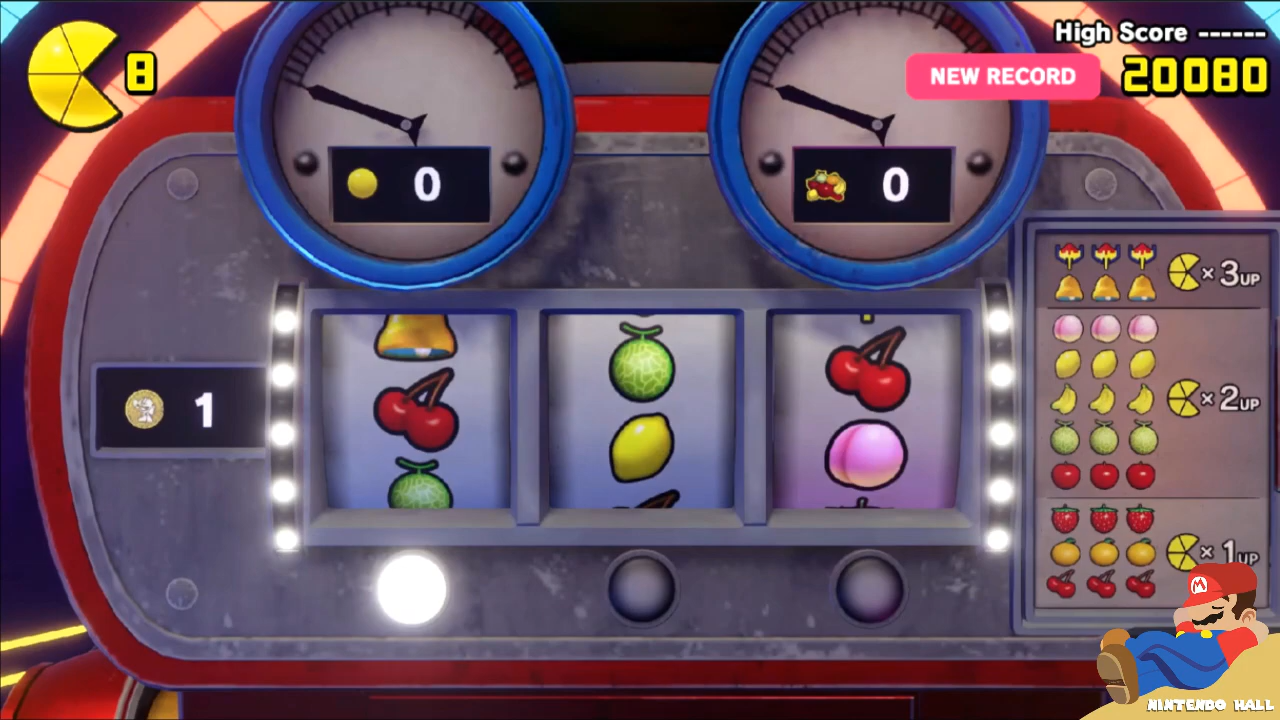 High Score ------
8
NEW RECORD
20080
0
0
× 3UP
1
× 2UP
× 1UP
M
NINTENDO HALL